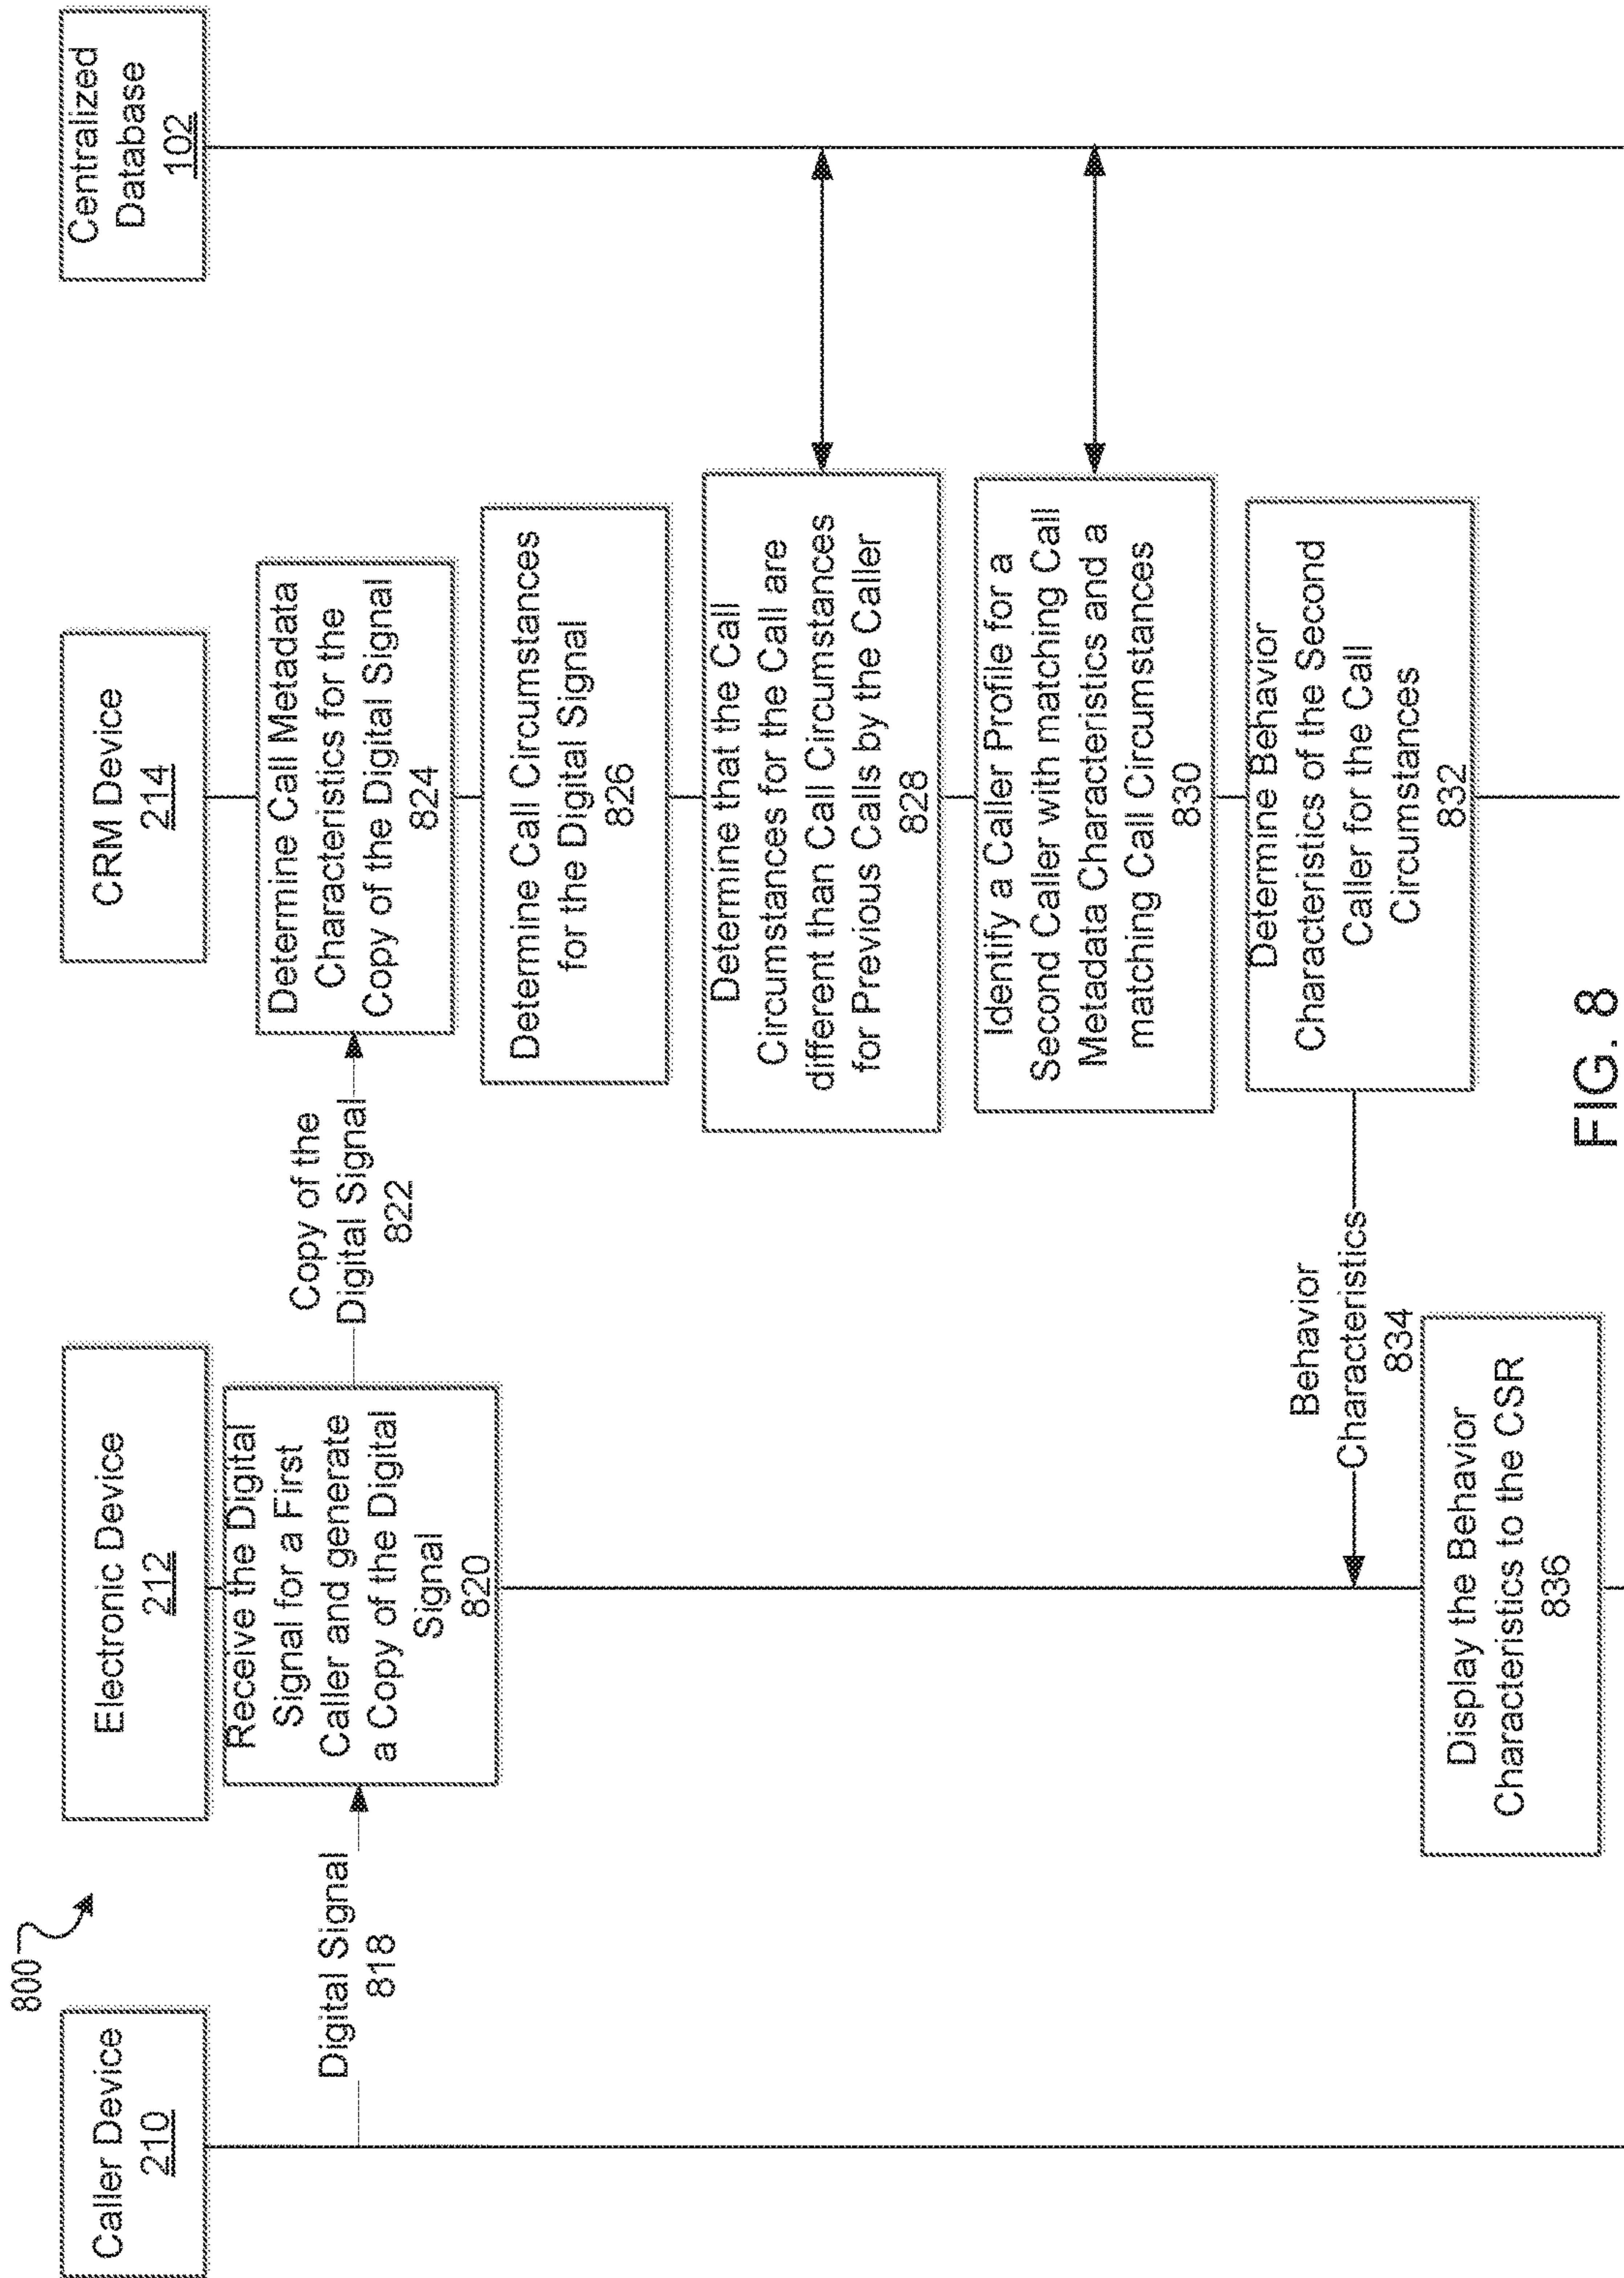 800
Caller Device
210
Electronic Device
212
CRM Device
214
Centralized
Database
102
Digital Signal
818
Receive the Digital
Signal for a First
Caller and generate
a Copy of the Digital
Signal
820
Copy of the
Digital Signal
822
Determine Call Metadata
Characteristics for the
Copy of the Digital Signal
824
Determine Call Circumstances
for the Digital Signal
826
Determine that the Call
Circumstances for the Call are
different than Call Circumstances
for Previous Calls by the Caller
828
Identify a Caller Profile for a
Second Caller with matching Call
Metadata Characteristics and a
matching Call Circumstances
830
Determine Behavior
Characteristics of the Second
Caller for the Call
Circumstances
832
Behavior
Characteristics
834
Display the Behavior
Characteristics to the CSR
836
FIG. 8